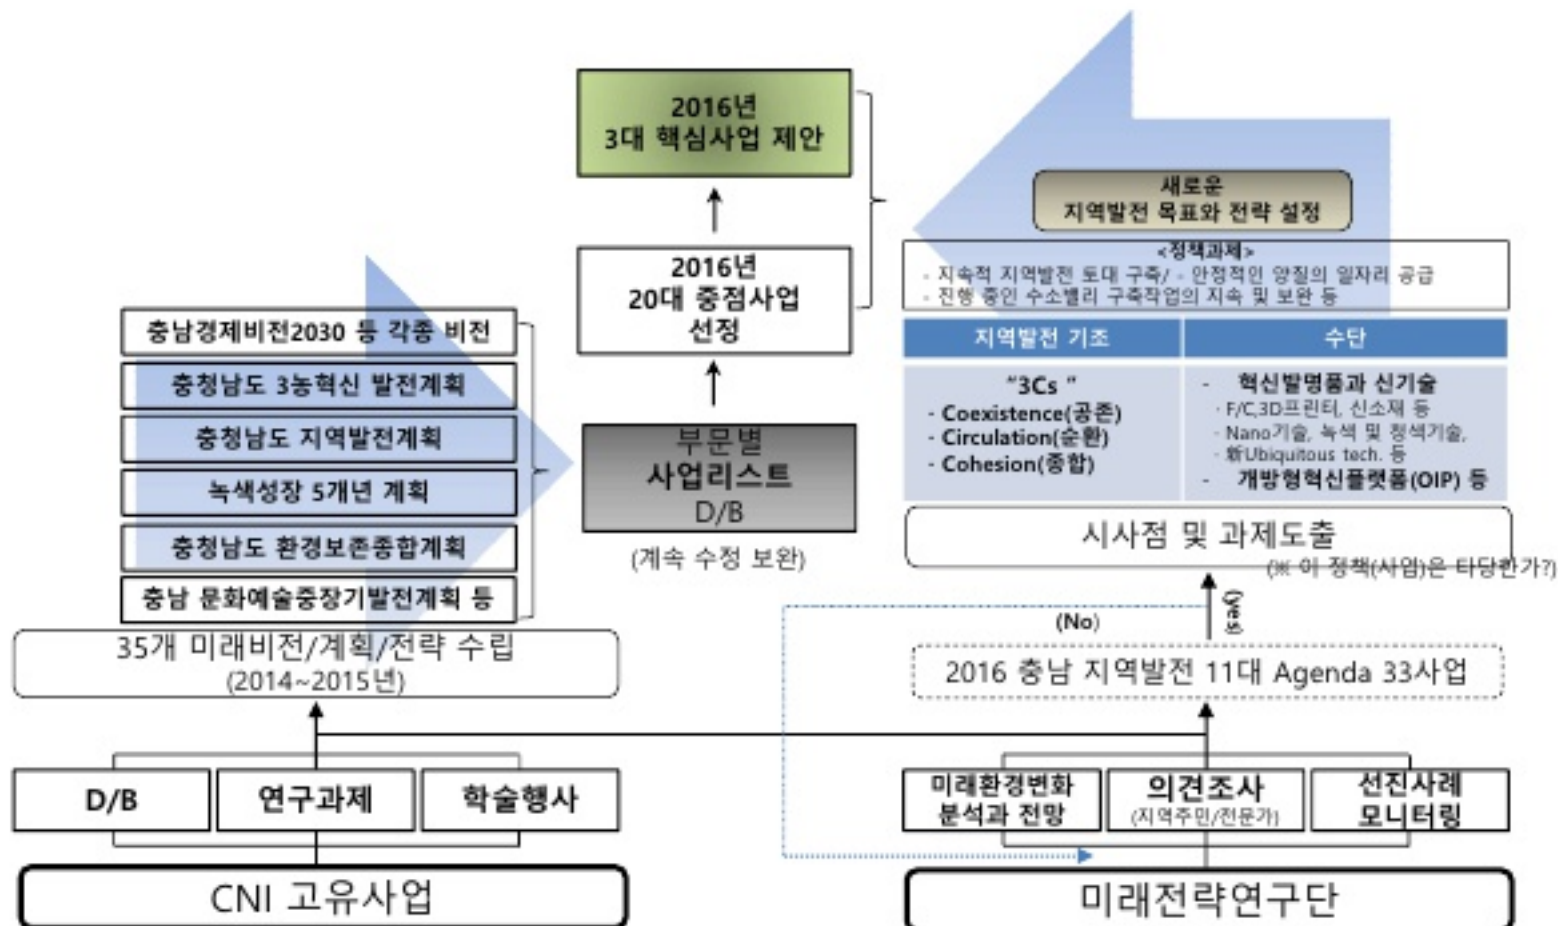 2016년
3대 핵심사업 제안
2016년
20대 중점사업
선정
부문별
사업리스트
D/B
(계속 수정 보완)
충남경제비전2030 등 각종 비전
충청남도 3농혁신 발전계획
충청남도 지역발전계획
녹색성장 5개년 계획
충청남도 환경보존종합계획
충남 문화예술중장기발전계획 등
35개 미래비전/계획/전략 수립
(2014~2015년)
D/B
연구과제
학술행사
CNI 고유사업
새로운
지역발전 목표와 전략 설정
<정책과제>
- 지속적 지역발전 토대 구축/ - 안정적인 양질의 일자리 공급
- 진행 중인 수소밸리 구축작업의 지속 및 보완 등
지역발전 기조
수단
“3Cs ”
- Coexistence(공존)
- Circulation(순환)
- Cohesion(종합)
- 혁신발명품과 신기술
· F/C,3D프린터, 신소재 등
- Nano기술, 녹색 및 청색기술,
- 新Ubiquitous tech. 등
- 개방형혁신플랫폼(OIP) 등
시사점 및 과제도출
(※ 이 정책(사업)은 타당한가?)
(No)
(yes)
2016 충남 지역발전 11대 Agenda 33사업
미래환경변화
분석과 전망
의견조사
(지역주민/전문가)
선진사례
모니터링
미래전략연구단